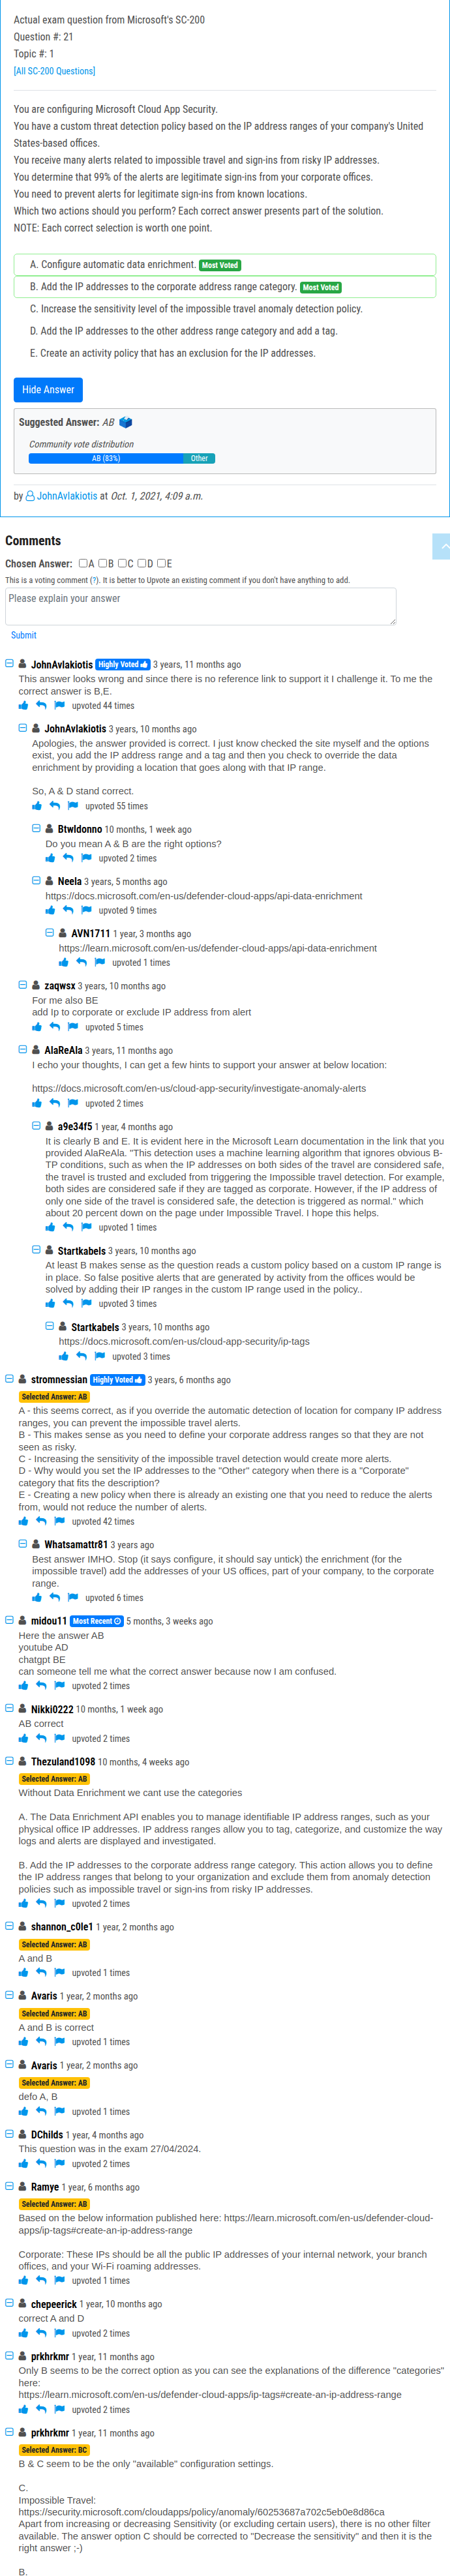 Actual exam question from Microsoft's SC-200
Question #: 21
Topic #: 1
[All SC-200 Questions]
You are configuring Microsoft Cloud App Security.
You have a custom threat detection policy based on the IP address ranges of your company's United
States-based offices.
You receive many alerts related to impossible travel and sign-ins from risky IP addresses.
You determine that 99% of the alerts are legitimate sign-ins from your corporate offices.
You need to prevent alerts for legitimate sign-ins from known locations.
Which two actions should you perform? Each correct answer presents part of the solution.
NOTE: Each correct selection is worth one point.
A. Configure automatic data enrichment. Most Voted
B. Add the IP addresses to the corporate address range category. Most Voted
C. Increase the sensitivity level of the impossible travel anomaly detection policy.
D. Add the IP addresses to the other address range category and add a tag.
E. Create an activity policy that has an exclusion for the IP addresses.
Hide Answer
Suggested Answer: AB
Community vote distribution
AB (83%) Other
by JohnAvlakiotis at Oct. 1, 2021, 4:09 a.m.
Comments
Chosen Answer: A B C D E
This is a voting comment (?). It is better to Upvote an existing comment if you don't have anything to add.
Please explain your answer
Submit
JohnAvlakiotis Highly Voted 3 years, 11 months ago
This answer looks wrong and since there is no reference link to support it I challenge it. To me the
correct answer is B,E.
upvoted 44 times
JohnAvlakiotis 3 years, 10 months ago
Apologies, the answer provided is correct. I just know checked the site myself and the options
exist, you add the IP address range and a tag and then you check to override the data
enrichment by providing a location that goes along with that IP range.
So, A & D stand correct.
upvoted 55 times
Btwldonno 10 months, 1 week ago
Do you mean A & B are the right options?
upvoted 2 times
Neela 3 years, 5 months ago
https://docs.microsoft.com/en-us/defender-cloud-apps/api-data-enrichment
upvoted 9 times
AVN1711 1 year, 3 months ago
https://learn.microsoft.com/en-us/defender-cloud-apps/api-data-enrichment
upvoted 1 times
zaqwsx 3 years, 10 months ago
For me also BE
add Ip to corporate or exclude IP address from alert
upvoted 5 times
AlaReAla 3 years, 11 months ago
I echo your thoughts, I can get a few hints to support your answer at below location:
https://docs.microsoft.com/en-us/cloud-app-security/investigate-anomaly-alerts
upvoted 2 times
a9e34f5 1 year, 4 months ago
It is clearly B and E. It is evident here in the Microsoft Learn documentation in the link that you
provided AlaReAla. "This detection uses a machine learning algorithm that ignores obvious B-
TP conditions, such as when the IP addresses on both sides of the travel are considered safe,
the travel is trusted and excluded from triggering the Impossible travel detection. For example,
both sides are considered safe if they are tagged as corporate. However, if the IP address of
only one side of the travel is considered safe, the detection is triggered as normal." which
about 20 percent down on the page under Impossible Travel. I hope this helps.
upvoted 1 times
Startkabels 3 years, 10 months ago
At least B makes sense as the question reads a custom policy based on a custom IP range is
in place. So false positive alerts that are generated by activity from the offices would be
solved by adding their IP ranges in the custom IP range used in the policy..
upvoted 3 times
Startkabels 3 years, 10 months ago
https://docs.microsoft.com/en-us/cloud-app-security/ip-tags
upvoted 3 times
stromnessian Highly Voted 3 years, 6 months ago
Selected Answer: AB
A - this seems correct, as if you override the automatic detection of location for company IP address
ranges, you can prevent the impossible travel alerts.
B - This makes sense as you need to define your corporate address ranges so that they are not
seen as risky.
C - Increasing the sensitivity of the impossible travel detection would create more alerts.
D - Why would you set the IP addresses to the "Other" category when there is a "Corporate"
category that fits the description?
E - Creating a new policy when there is already an existing one that you need to reduce the alerts
from, would not reduce the number of alerts.
upvoted 42 times
Whatsamattr81 3 years ago
Best answer IMHO. Stop (it says configure, it should say untick) the enrichment (for the
impossible travel) add the addresses of your US offices, part of your company, to the corporate
range.
upvoted 6 times
midou11 Most Recent 5 months, 3 weeks ago
Here the answer AB
youtube AD
chatgpt BE
can someone tell me what the correct answer because now I am confused.
upvoted 2 times
Nikki0222 10 months, 1 week ago
AB correct
upvoted 2 times
Thezuland1098 10 months, 4 weeks ago
Selected Answer: AB
Without Data Enrichment we cant use the categories
A. The Data Enrichment API enables you to manage identifiable IP address ranges, such as your
physical office IP addresses. IP address ranges allow you to tag, categorize, and customize the way
logs and alerts are displayed and investigated.
B. Add the IP addresses to the corporate address range category. This action allows you to define
the IP address ranges that belong to your organization and exclude them from anomaly detection
policies such as impossible travel or sign-ins from risky IP addresses.
upvoted 2 times
shannon_c0le1 1 year, 2 months ago
Selected Answer: AB
A and B
upvoted 1 times
Avaris 1 year, 2 months ago
Selected Answer: AB
A and B is correct
upvoted 1 times
Avaris 1 year, 2 months ago
Selected Answer: AB
defo A, B
upvoted 1 times
DChilds 1 year, 4 months ago
This question was in the exam 27/04/2024.
upvoted 2 times
Ramye 1 year, 6 months ago
Selected Answer: AB
Based on the below information published here: https://learn.microsoft.com/en-us/defender-cloud-
apps/ip-tags#create-an-ip-address-range
Corporate: These IPs should be all the public IP addresses of your internal network, your branch
offices, and your Wi-Fi roaming addresses.
upvoted 1 times
chepeerick 1 year, 10 months ago
correct A and D
upvoted 2 times
prkhrkmr 1 year, 11 months ago
Only B seems to be the correct option as you can see the explanations of the difference "categories"
here:
https://learn.microsoft.com/en-us/defender-cloud-apps/ip-tags#create-an-ip-address-range
upvoted 2 times
prkhrkmr 1 year, 11 months ago
Selected Answer: BC
B & C seem to be the only "available" configuration settings.
C.
Impossible Travel:
https://security.microsoft.com/cloudapps/policy/anomaly/60253687a702c5eb0e8d86ca
Apart from increasing or decreasing Sensitivity (or excluding certain users), there is no other filter
available. The answer option C should be corrected to "Decrease the sensitivity" and then it is the
right answer ;-)
B.